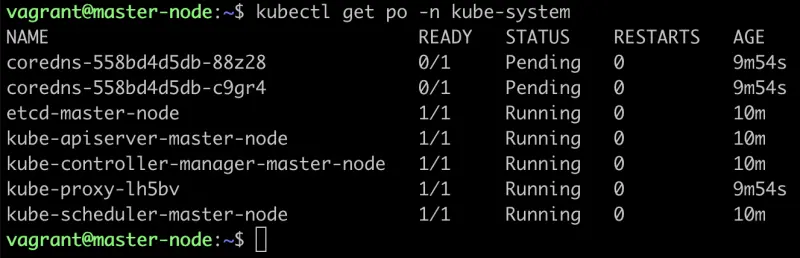 vagrant@master-node:~$ kubectl get po -n kube-system
NAME READY STATUS RESTARTS AGE
coredns-558bd4d5db-88z28 0/1 Pending 0 9m54s
coredns-558bd4d5db-c9gr4 0/1 Pending 0 9m54s
etcd-master-node 1/1 Running 0 10m
kube-apiserver-master-node 1/1 Running 0 10m
kube-controller-manager-master-node 1/1 Running 0 10m
kube-proxy-lh5bv 1/1 Running 0 9m54s
kube-scheduler-master-node 1/1 Running 0 10m
vagrant@master-node:~$